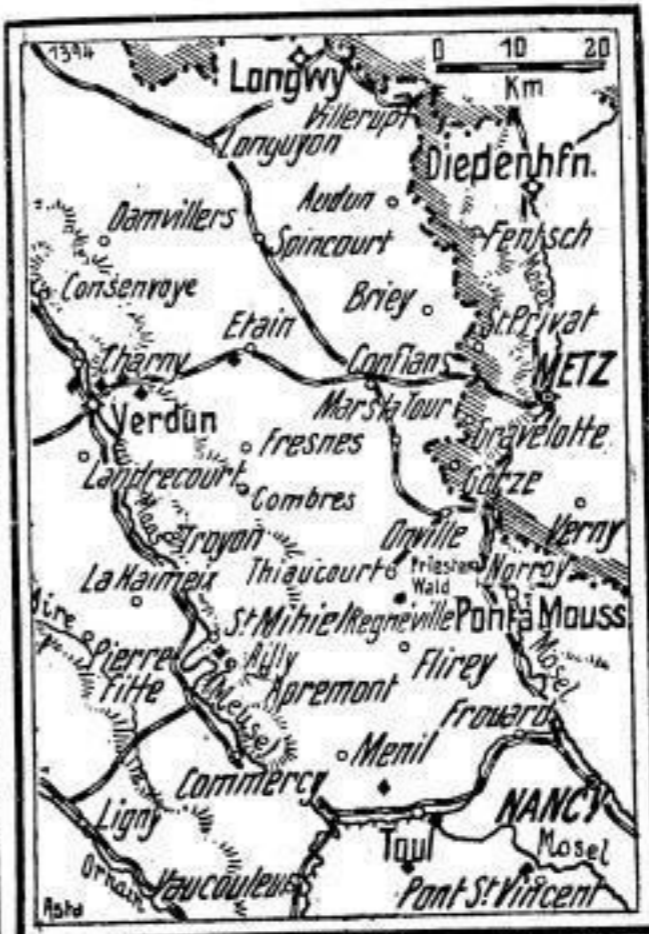 1394
0 10 20
Km
Longwy
Villerupt
Longuyon
Diedenhfn.
Audun
Damvillers
Spincourt
Fentsch
Mosel
Consenvoye
Briey
Etain
St Privat
Charny
Conflans
METZ
Verdun
Mars la Tour
Gravelotte
Fresnes
Landrecourt
Gorze
Combres
Maas
Troyon
Onville
Verny
Thiaucourt
Priester
Wald
Norroy
La Kaimeix
Aire
St Mihiel
Regnéville
Pont à Mouss.
Pierre
fitte
Ailly
Flirey
Mosel
(Meuse)
Apremont
Frouard
Menil
Commercy
NANCY
Ligny
Toul
Mosel
Ornain
Vaucouleurs
Pont St Vincent